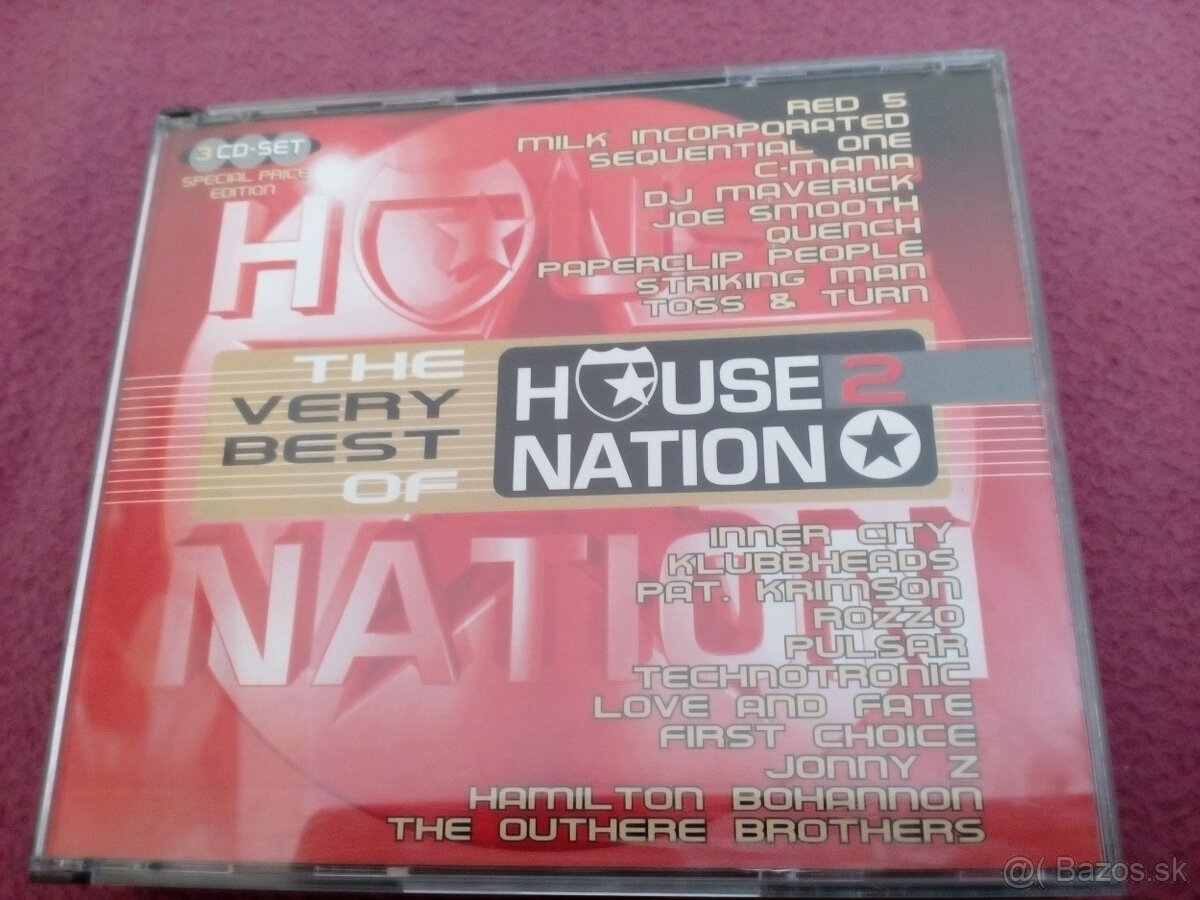 3 CD-SET
SPECIAL PRICE
EDITION
RED 5
MILK INCORPORATED
SEQUENTIAL ONE
C-MANIA
DJ MAVERICK
JOE SMOOTH
QUENCH
PAPERCLIP PEOPLE
STRIKING MAN
TOSS & TURN
HOUSE
THE
VERY
BEST
OF
HOUSE 2
NATION
NATION
INNER CITY
KLUBBHEADS
PAT. KRIMSON
ROZZO
PULSAR
TECHNOTRONIC
LOVE AND FATE
FIRST CHOICE
JONNY Z
HAMILTON BOHANNON
THE OUTHERE BROTHERS
@( Bazos.sk